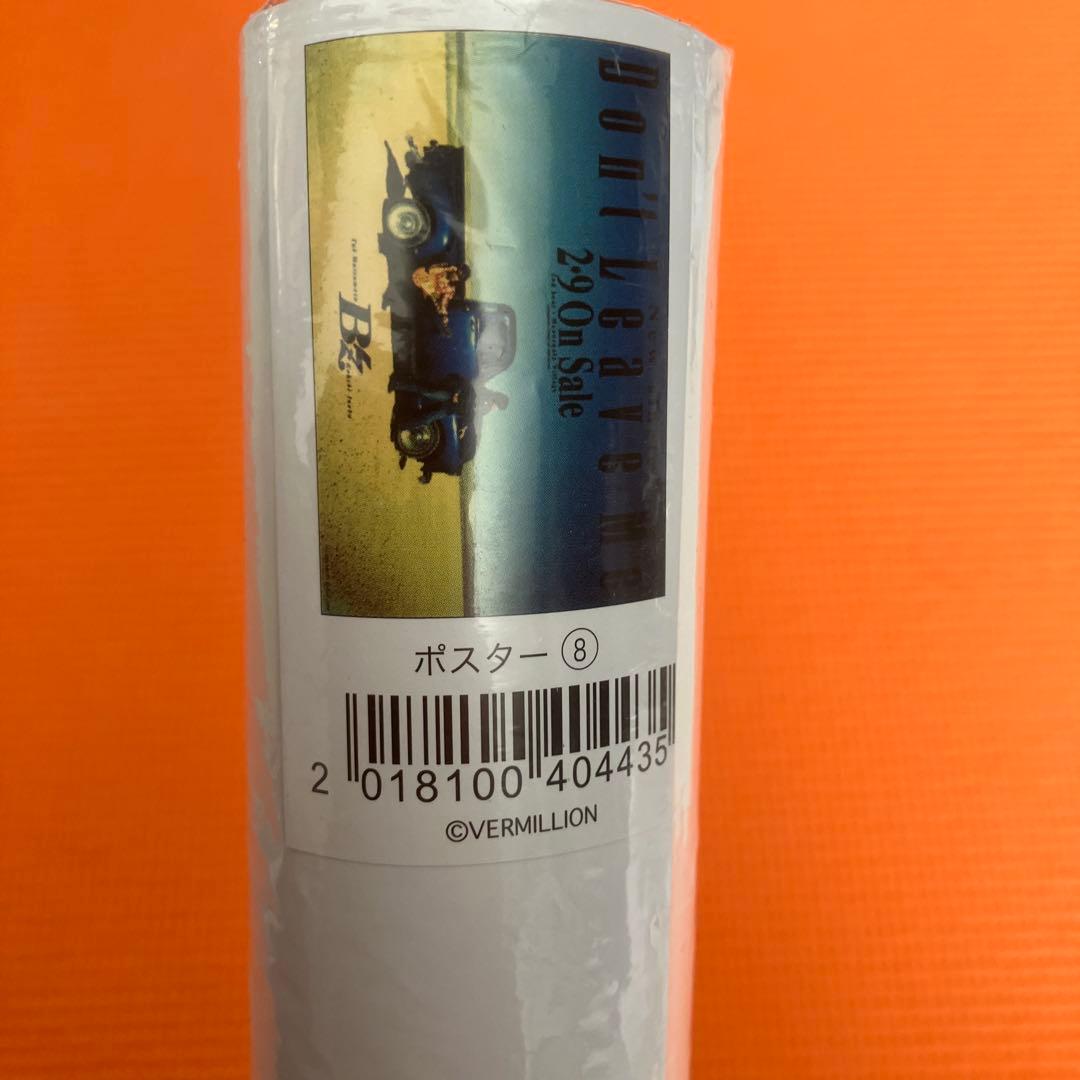 Don't Leave Me
2・9 On Sale
B'z
ポスター ⑧
2 018100 404435
©VERMILLION